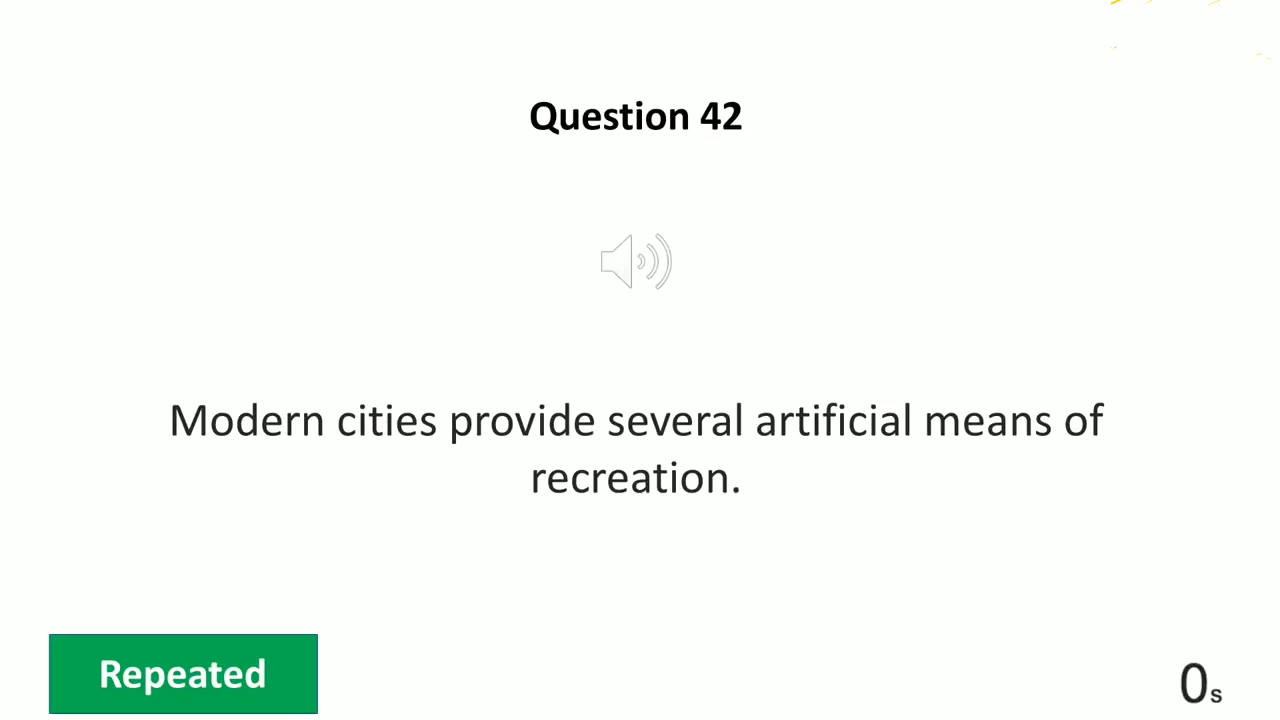 Question 42
Modern cities provide several artificial means of
recreation.
Repeated
0s